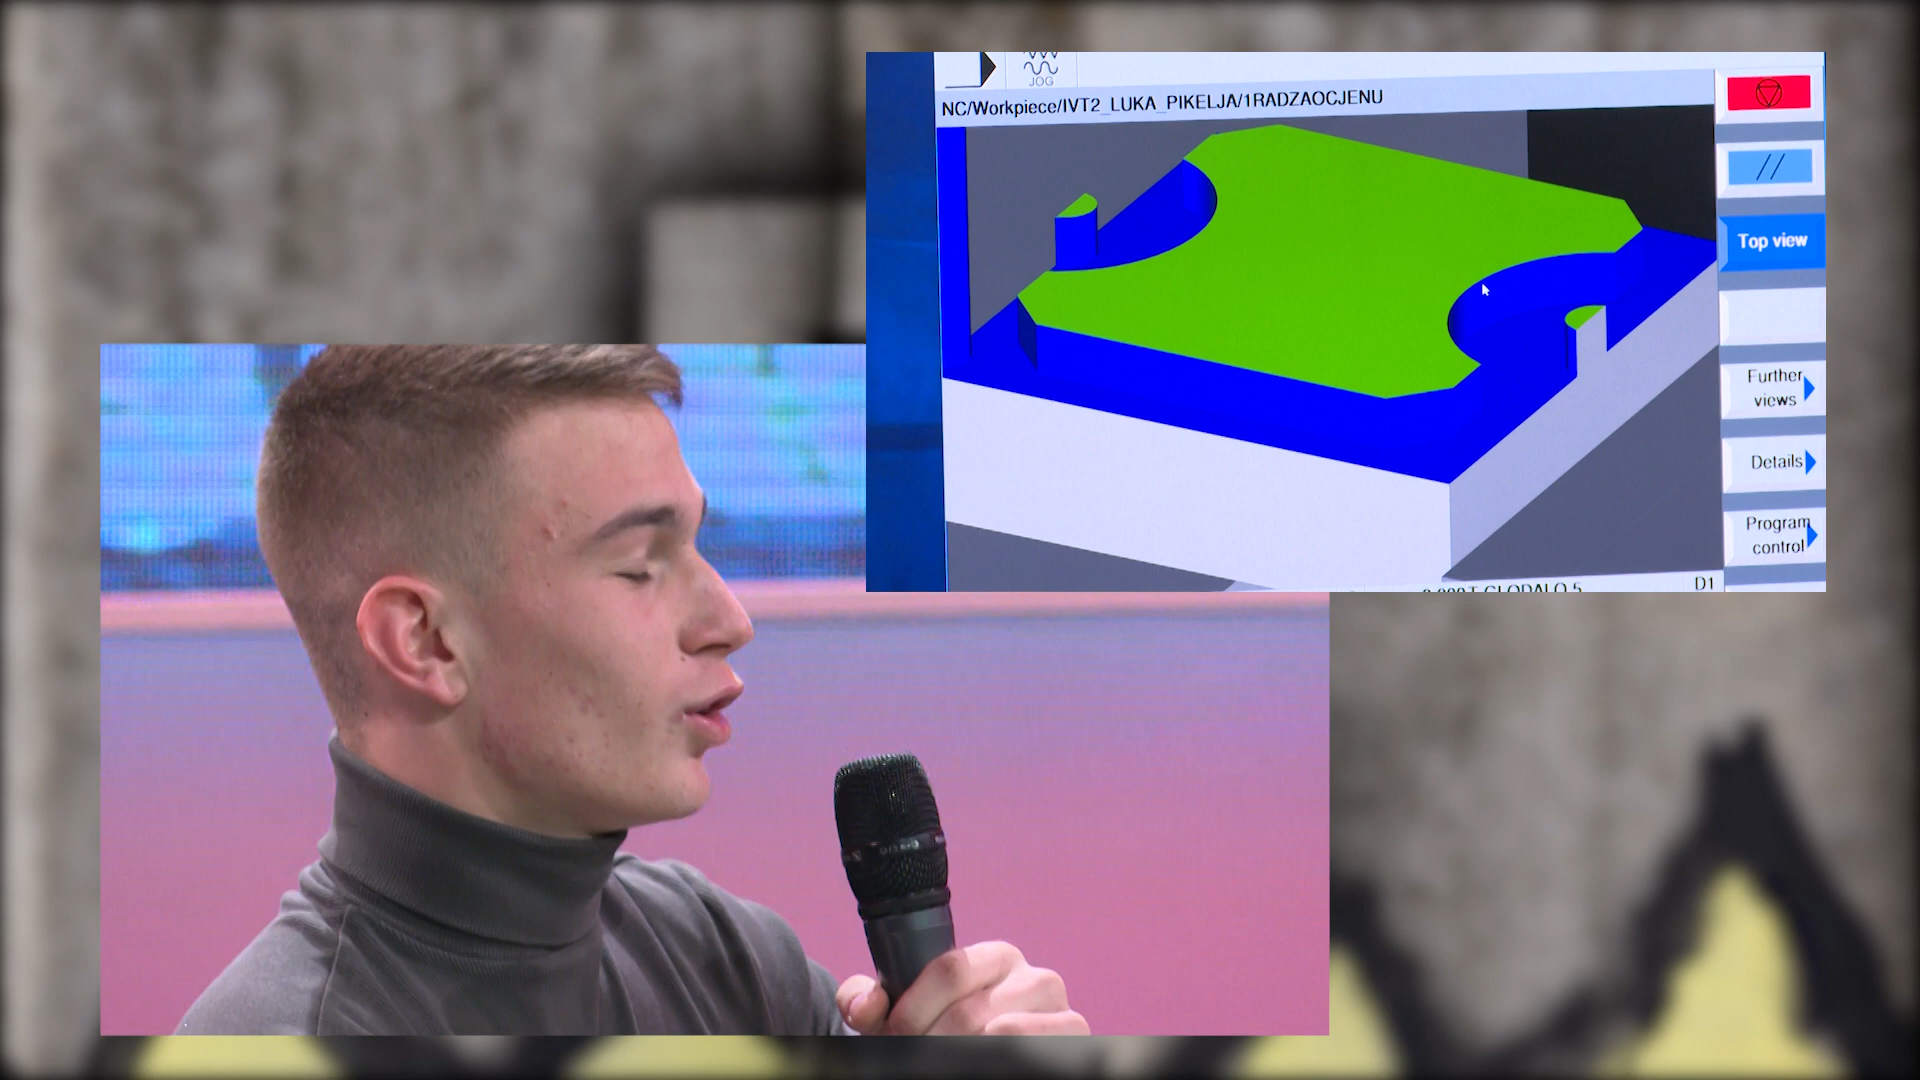 JOG
NC/Workpiece/IVT2_LUKA_PIKELJA/1RADZAOCJENU
Top view
Further
views
Details
Program
control
D1